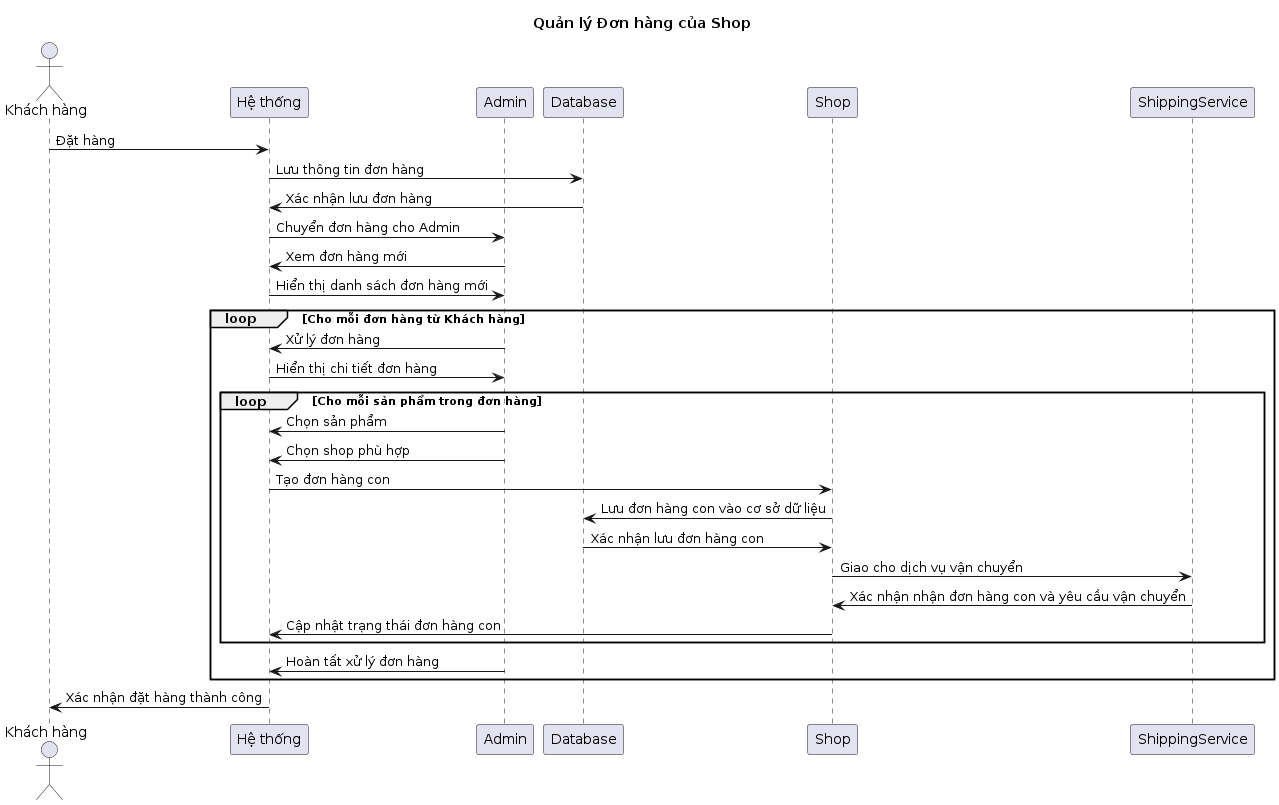 Quản lý Đơn hàng của Shop
Khách hàng
Hệ thống
Admin
Database
Shop
ShippingService
Đặt hàng
Lưu thông tin đơn hàng
Xác nhận lưu đơn hàng
Chuyển đơn hàng cho Admin
Xem đơn hàng mới
Hiển thị danh sách đơn hàng mới
loop [Cho mỗi đơn hàng từ Khách hàng]
Xử lý đơn hàng
Hiển thị chi tiết đơn hàng
loop [Cho mỗi sản phẩm trong đơn hàng]
Chọn sản phẩm
Chọn shop phù hợp
Tạo đơn hàng con
Lưu đơn hàng con vào cơ sở dữ liệu
Xác nhận lưu đơn hàng con
Giao cho dịch vụ vận chuyển
Xác nhận nhận đơn hàng con và yêu cầu vận chuyển
Cập nhật trạng thái đơn hàng con
Hoàn tất xử lý đơn hàng
Xác nhận đặt hàng thành công
Khách hàng
Hệ thống
Admin
Database
Shop
ShippingService